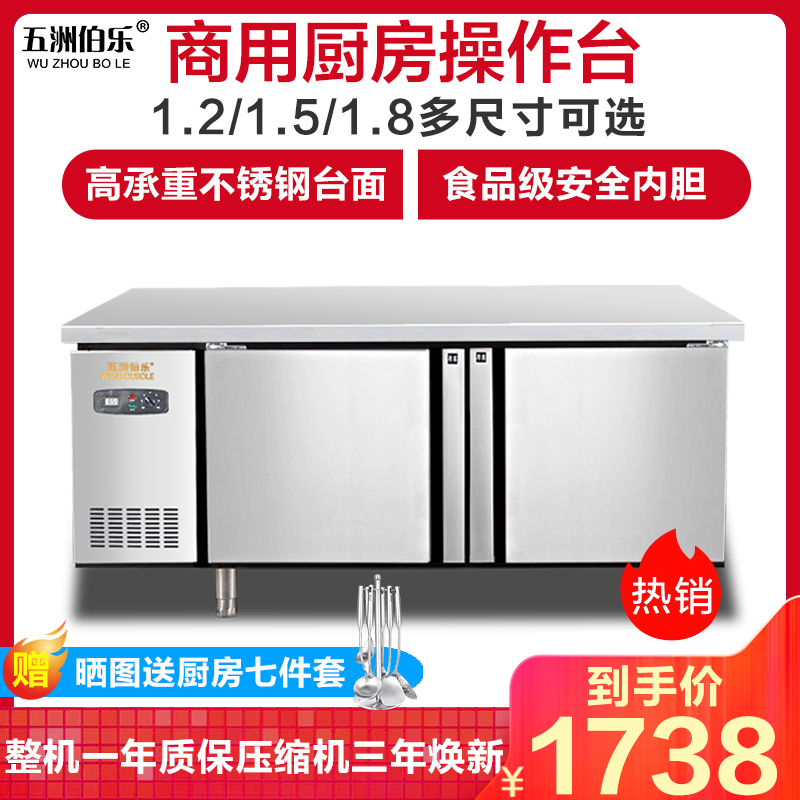 五洲伯乐®
WU ZHOU BO LE
商用厨房操作台
1.2/1.5/1.8多尺寸可选
高承重不锈钢台面
食品级安全内胆
五洲伯乐®
热销
赠
晒图送厨房七件套
到手价
整机一年质保压缩机三年焕新
¥1738